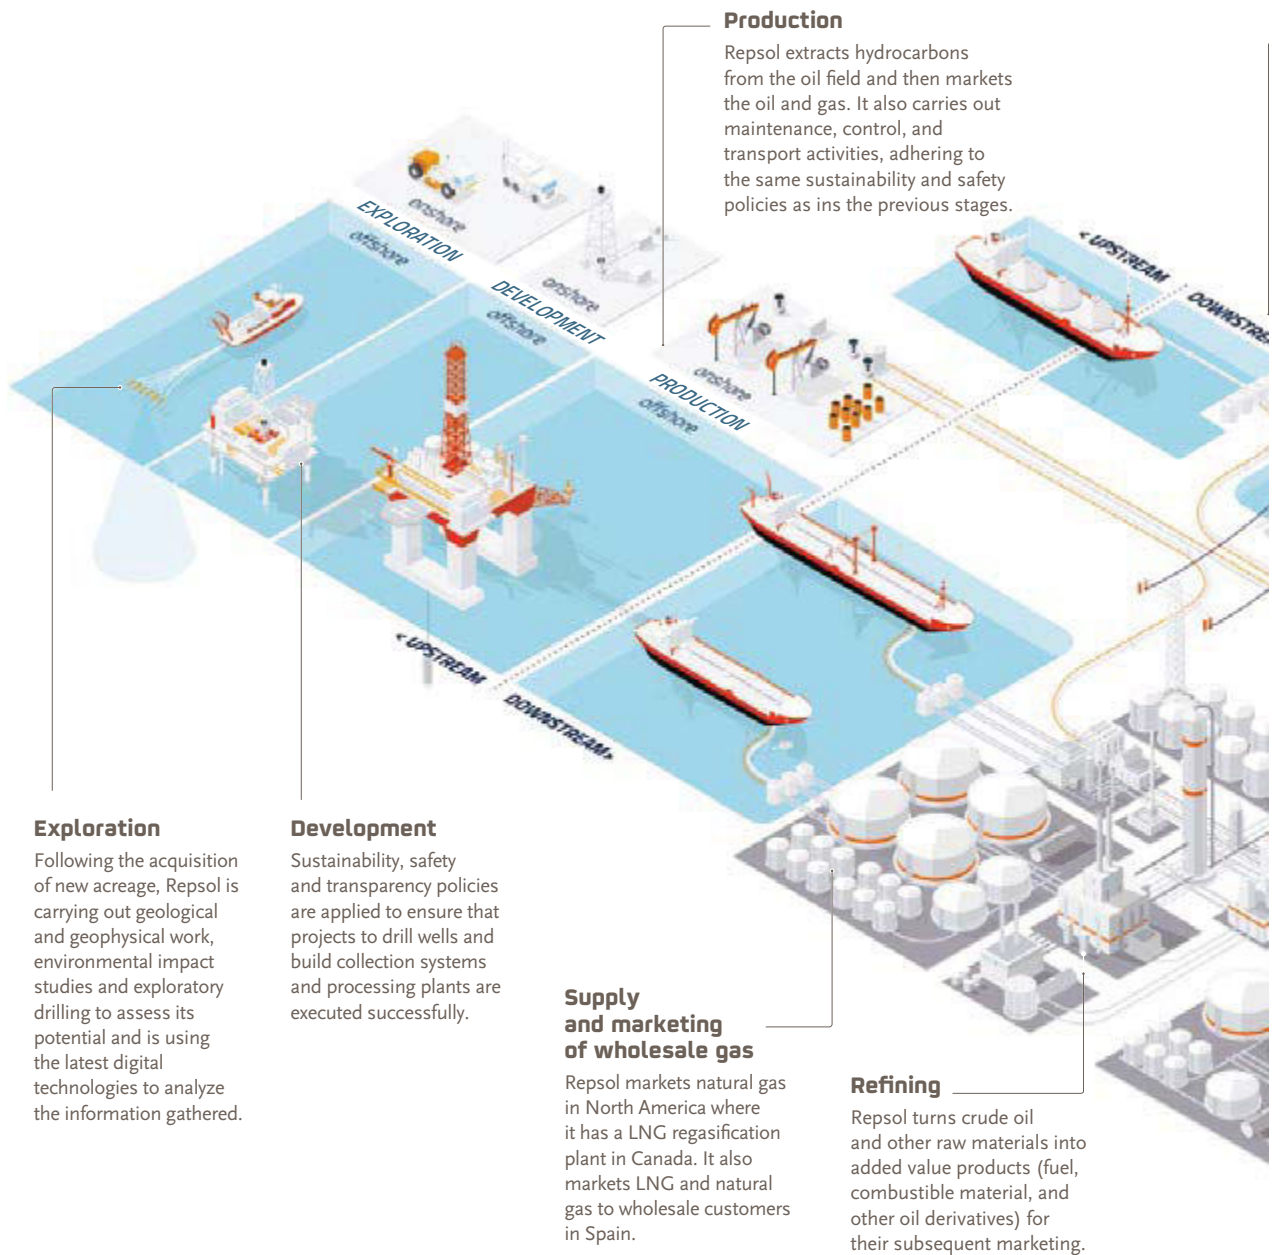 Production
Repsol extracts hydrocarbons
from the oil field and then markets
the oil and gas. It also carries out
maintenance, control, and
transport activities, adhering to
the same sustainability and safety
policies as ins the previous stages.
onshore
EXPLORATION
offshore
onshore
DEVELOPMENT
offshore
onshore
PRODUCTION
offshore
< UPSTREAM
DOWNSTREA
< UPSTREAM
DOWNSTREAM>
Exploration
Following the acquisition
of new acreage, Repsol is
carrying out geological
and geophysical work,
environmental impact
studies and exploratory
drilling to assess its
potential and is using
the latest digital
technologies to analyze
the information gathered.
Development
Sustainability, safety
and transparency policies
are applied to ensure that
projects to drill wells and
build collection systems
and processing plants are
executed successfully.
Supply
and marketing
of wholesale gas
Repsol markets natural gas
in North America where
it has a LNG regasification
plant in Canada. It also
markets LNG and natural
gas to wholesale customers
in Spain.
Refining
Repsol turns crude oil
and other raw materials into
added value products (fuel,
combustible material, and
other oil derivatives) for
their subsequent marketing.